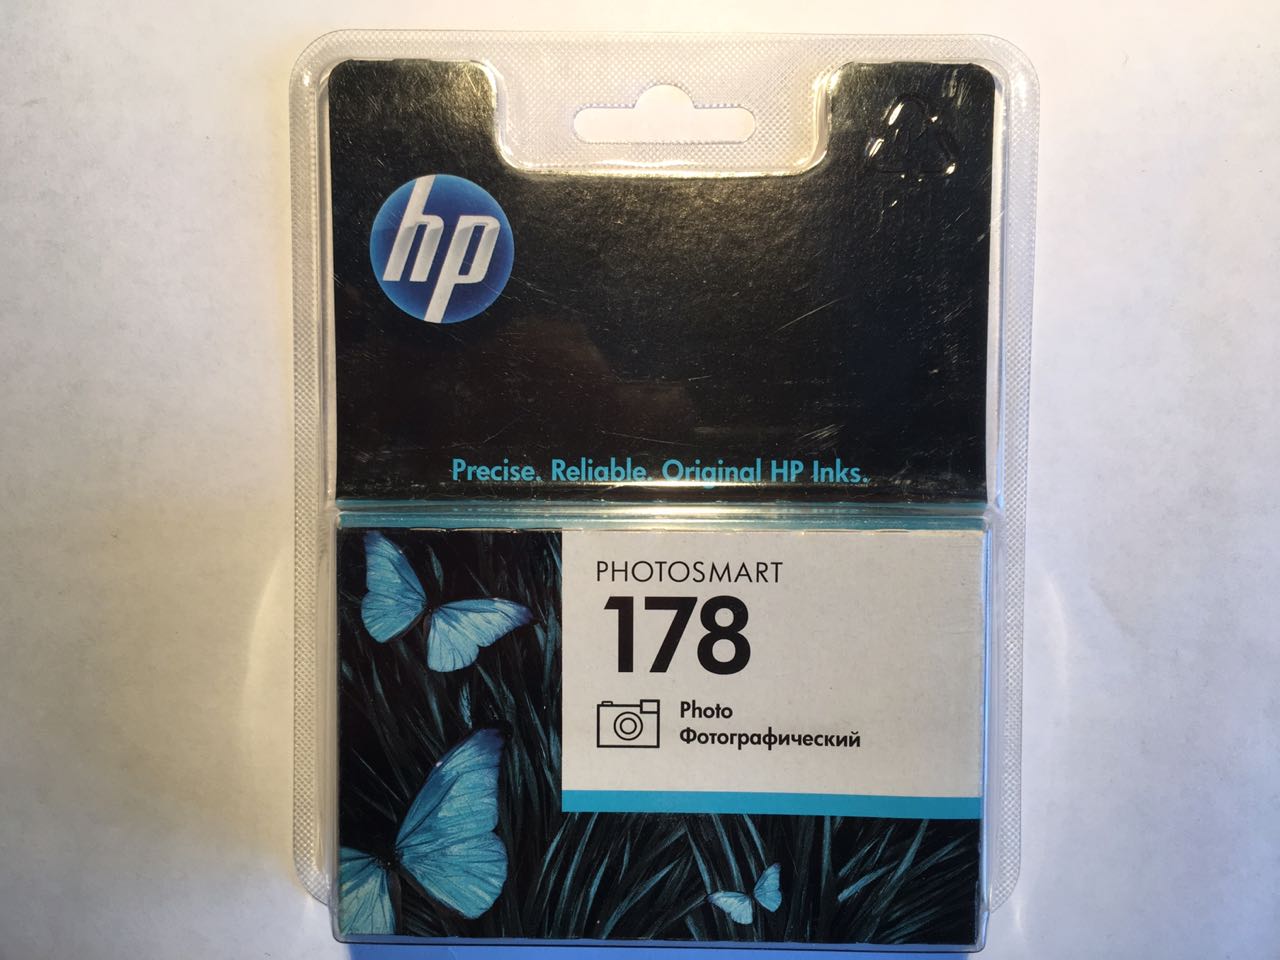 hp
Precise. Reliable. Original HP Inks.
PHOTOSMART
178
Photo
Фотографический